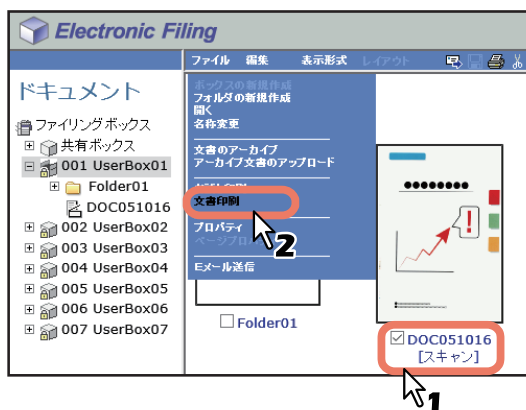 Electronic Filing
ファイル 編集 表示形式 レイアウト
ドキュメント
ファイリングボックス
共有ボックス
001 UserBox01
Folder01
DOC051016
002 UserBox02
003 UserBox03
004 UserBox04
005 UserBox05
006 UserBox06
007 UserBox07
ボックスの新規作成
フォルダの新規作成
開く
名称変更
文書のアーカイブ
アーカイブ文書のアップロード
文書印刷
プロパティ
Eメール送信
2
Folder01
DOC051016
[スキャン]
1